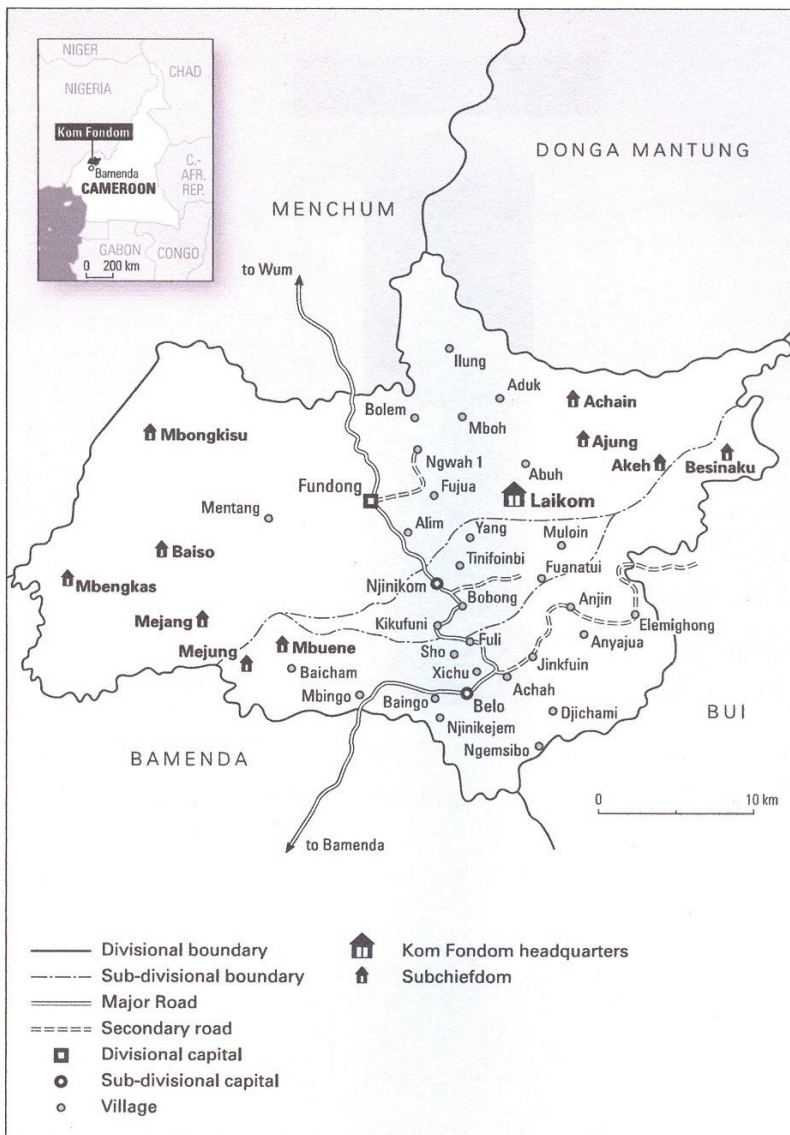 NIGER
CHAD
NIGERIA
Kom Fondom
Bamenda
CAMEROON
C.-
AFR.
REP.
GABON
CONGO
0 200 km
DONGA MANTUNG
MENCHUM
to Wum
Ilung
Aduk
Achain
Bolem
Mboh
Mbongkisu
Ajung
Ngwah 1
Abuh
Akeh
Besinaku
Fundong
Fujua
Laikom
Mentang
Alim
Yang
Muloin
Baiso
Tinifoinbi
Fuanatui
Mbengkas
Njinikom
Bobong
Anjin
Mejang
Kikufuni
Elemighong
Mejung
Mbuene
Fuli
Anyajua
Sho
Baicham
Xichu
Jinkfuin
Achah
Mbingo
Baingo
Belo
Djichami
BUI
Njinikejem
BAMENDA
Ngemsibo
0 10 km
to Bamenda
Divisional boundary
Sub-divisional boundary
Major Road
Secondary road
Divisional capital
Sub-divisional capital
Village
Kom Fondom headquarters
Subchiefdom